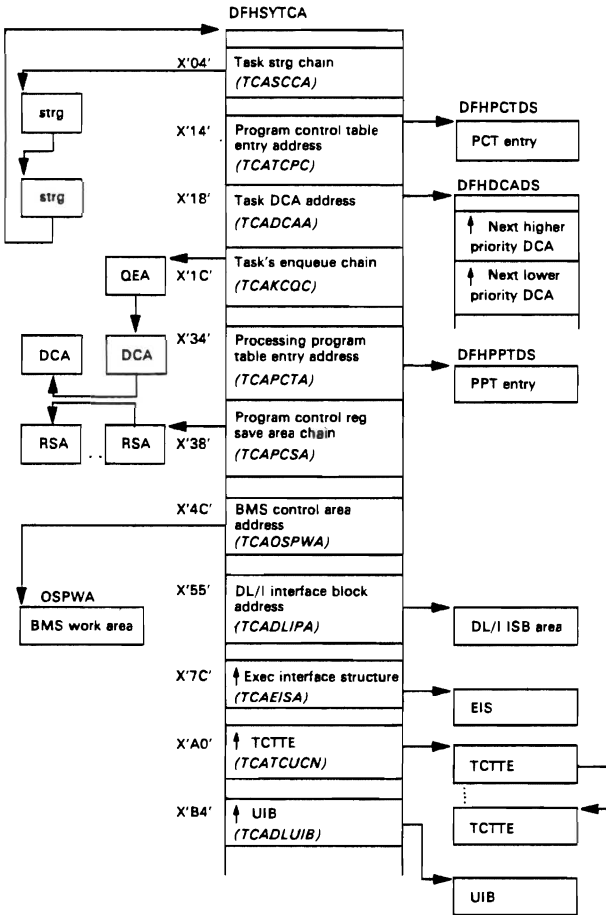 DFHSYTCA
X'04'
Task strg chain
(TCASCCA)
strg
strg
X'14'
Program control table
entry address
(TCATCPC)
DFHPCTDS
PCT entry
X'18'
Task DCA address
(TCADCAA)
DFHDCADS
Next higher
priority DCA
Next lower
priority DCA
X'1C'
Task's enqueue chain
(TCAKCQC)
QEA
DCA
DCA
X'34'
Processing program
table entry address
(TCAPCTA)
DFHPPTDS
PPT entry
X'38'
Program control reg
save area chain
(TCAPCSA)
RSA
. .
RSA
X'4C'
BMS control area
address
(TCAOSPWA)
OSPWA
BMS work area
X'55'
DL/I interface block
address
(TCADLIPA)
DL/I ISB area
X'7C'
Exec interface structure
(TCAEISA)
EIS
X'A0'
TCTTE
(TCATCUCN)
TCTTE
TCTTE
X'B4'
UIB
(TCADLUIB)
UIB